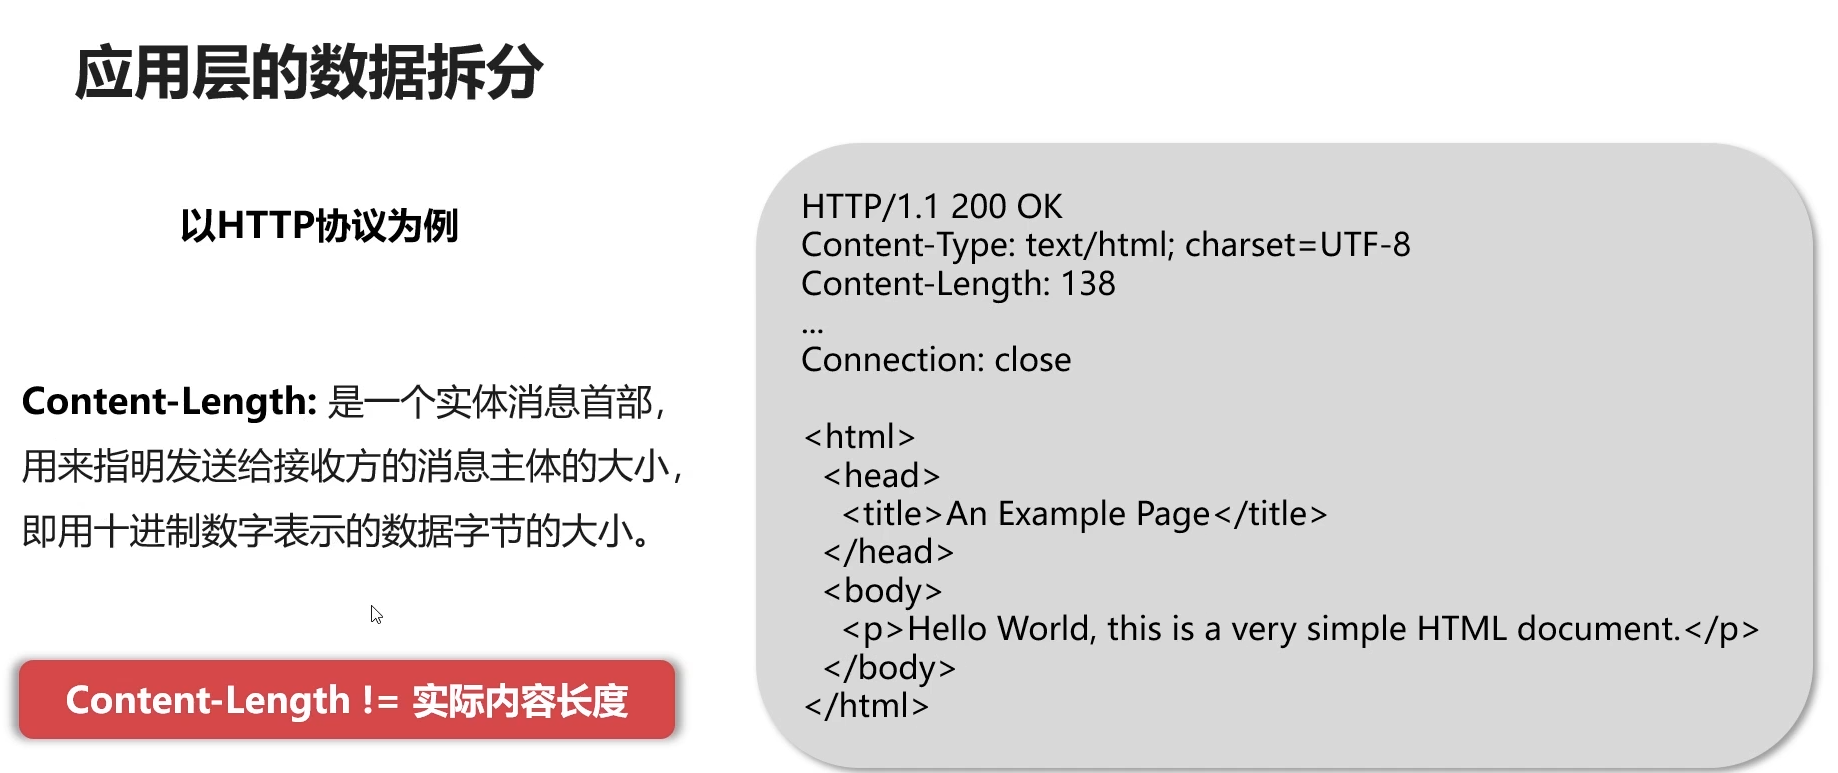 应用层的数据拆分
以HTTP协议为例
Content-Length: 是一个实体消息首部，
用来指明发送给接收方的消息主体的大小，
即用十进制数字表示的数据字节的大小。
Content-Length != 实际内容长度
HTTP/1.1 200 OK
Content-Type: text/html; charset=UTF-8
Content-Length: 138
...
Connection: close
<html>
<head>
<title>An Example Page</title>
</head>
<body>
<p>Hello World, this is a very simple HTML document.</p>
</body>
</html>